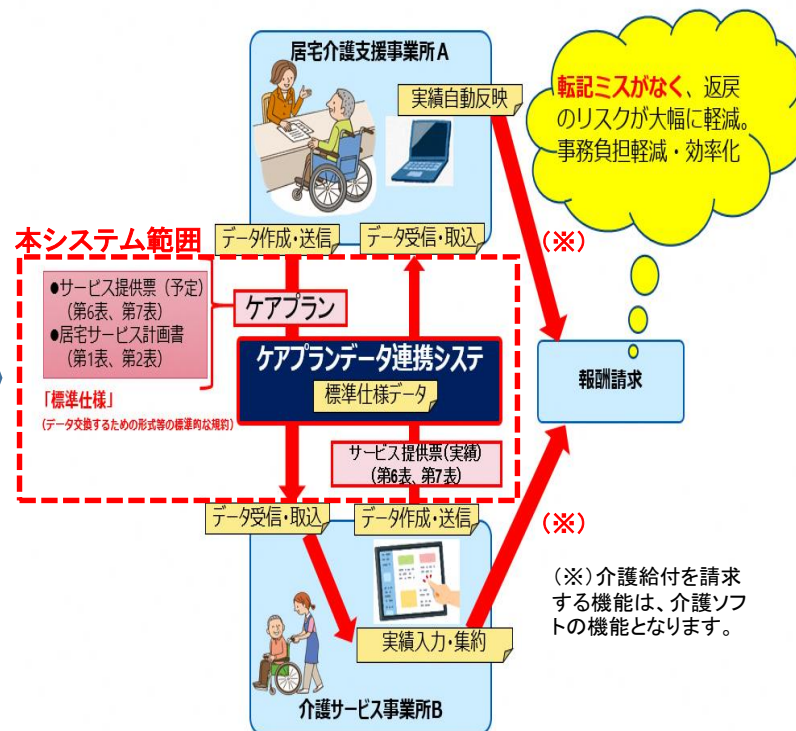 居宅介護支援事業所A
実績自動反映
転記ミスがなく、返戻
のリスクが大幅に軽減。
事務負担軽減・効率化
データ作成・送信
データ受信・取込
(※)
本システム範囲
●サービス提供票(予定)
(第6表、第7表)
●居宅サービス計画書
(第1表、第2表)
ケアプラン
ケアプランデータ連携システ
標準仕様データ
報酬請求
「標準仕様」
(データ交換するための形式等の標準的な規約)
サービス提供票(実績)
(第6表、第7表)
データ受信・取込
データ作成・送信
(※)
実績入力・集約
介護サービス事業所B
(※)介護給付を請求
する機能は、介護ソフ
トの機能となります。